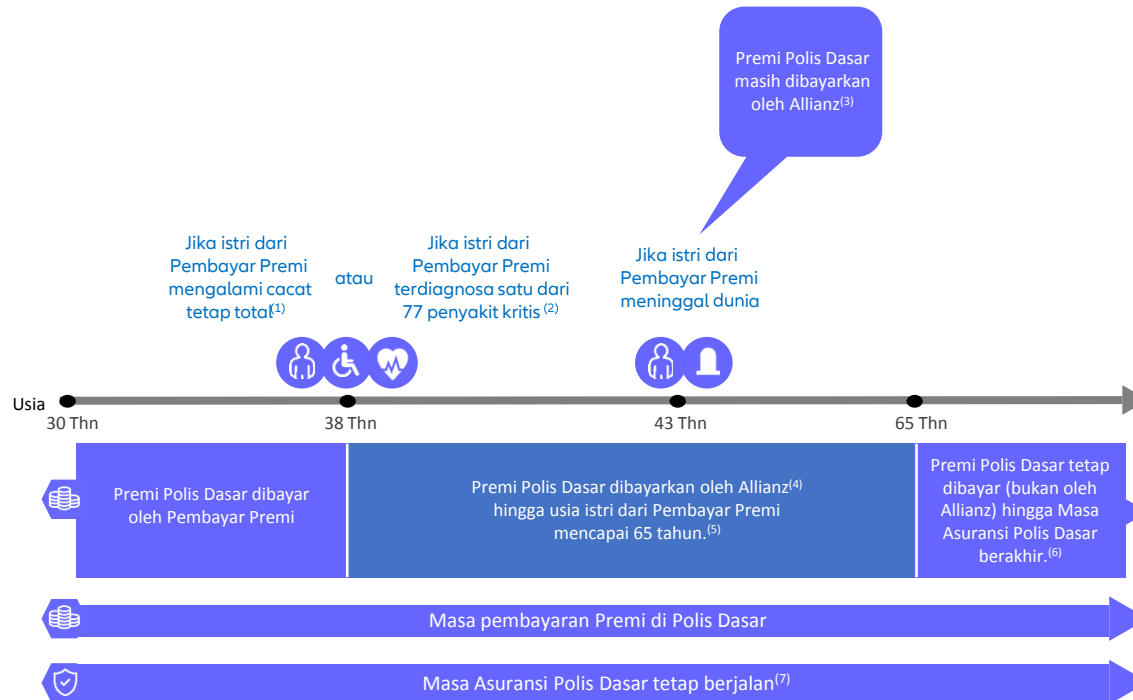 Premi Polis Dasar
masih dibayarkan
oleh Allianz(3)
Jika istri dari
Pembayar Premi
mengalami cacat
tetap total(1)
atau
Jika istri dari
Pembayar Premi
terdiagnosa satu dari
77 penyakit kritis (2)
Jika istri dari
Pembayar Premi
meninggal dunia
Usia
30 Thn
38 Thn
43 Thn
65 Thn
Premi Polis Dasar dibayar
oleh Pembayar Premi
Premi Polis Dasar dibayarkan oleh Allianz(4)
hingga usia istri dari Pembayar Premi
mencapai 65 tahun.(5)
Premi Polis Dasar tetap
dibayar (bukan oleh
Allianz) hingga Masa
Asuransi Polis Dasar
berakhir.(6)
Masa pembayaran Premi di Polis Dasar
Masa Asuransi Polis Dasar tetap berjalan(7)